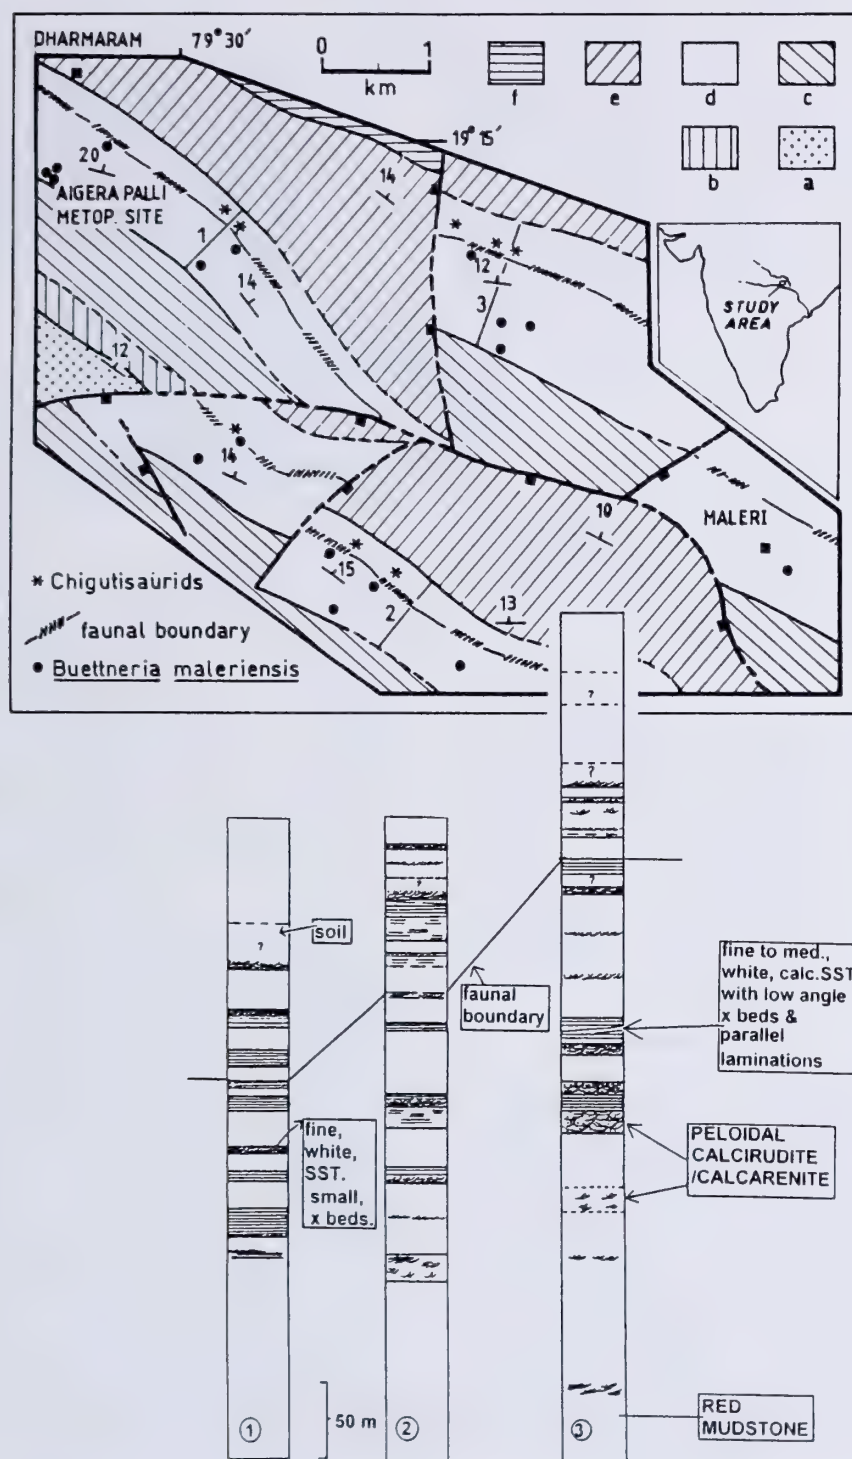 DHARMARAM
79° 30′
0 1
km
f e d c
b a
19° 15′
14
20
AIGERA PALLI
METOP. SITE
1
14
12
3
STUDY
AREA
12
14
10
MALERI
15
2
13
* Chigutisaurids
faunal boundary
● Buettneria maleriensis
?
?
?
?
?
soil
faunal
boundary
fine to med.,
white, calc.SST
with low angle
x beds &
parallel
laminations
fine,
white,
SST.
small,
x beds.
PELOIDAL
CALCIRUDITE
/CALCARENITE
50 m
RED
MUDSTONE
1
2
3